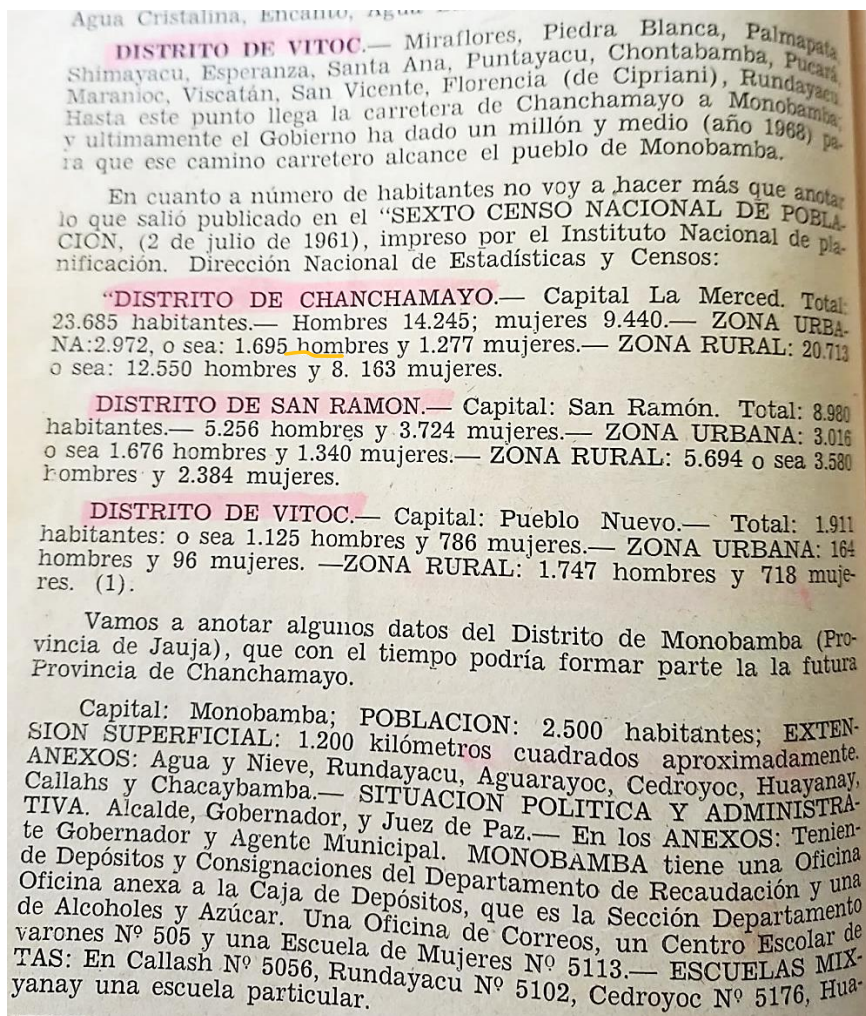 Agua Cristalina, Encanto, Agua
DISTRITO DE VITOC.— Miraflores, Piedra Blanca, Palmapata
Shimayacu, Esperanza, Santa Ana, Puntayacu, Chontabamba, Pucará
Maranioc, Viscatán, San Vicente, Florencia (de Cipriani), Rundayacu
Hasta este punto llega la carretera de Chanchamayo a Monobamba;
y ultimamente el Gobierno ha dado un millón y medio (año 1968) pa-
ra que ese camino carretero alcance el pueblo de Monobamba.
En cuanto a número de habitantes no voy a hacer más que anotar
lo que salió publicado en el "SEXTO CENSO NACIONAL DE POBLA-
CION, (2 de julio de 1961), impreso por el Instituto Nacional de pla-
nificación. Dirección Nacional de Estadísticas y Censos:
"DISTRITO DE CHANCHAMAYO.— Capital La Merced. Total:
23.685 habitantes.— Hombres 14.245; mujeres 9.440.— ZONA URBA-
NA:2.972, o sea: 1.695 hombres y 1.277 mujeres.— ZONA RURAL: 20.713
o sea: 12.550 hombres y 8. 163 mujeres.
DISTRITO DE SAN RAMON.— Capital: San Ramón. Total: 8.980
habitantes.— 5.256 hombres y 3.724 mujeres.— ZONA URBANA: 3.016
o sea 1.676 hombres y 1.340 mujeres.— ZONA RURAL: 5.694 o sea 3.580
hombres y 2.384 mujeres.
DISTRITO DE VITOC.— Capital: Pueblo Nuevo.— Total: 1.911
habitantes: o sea 1.125 hombres y 786 mujeres.— ZONA URBANA: 164
hombres y 96 mujeres. —ZONA RURAL: 1.747 hombres y 718 muje-
res. (1).
Vamos a anotar algunos datos del Distrito de Monobamba (Pro-
vincia de Jauja), que con el tiempo podría formar parte la la futura
Provincia de Chanchamayo.
Capital: Monobamba; POBLACION: 2.500 habitantes; EXTEN-
SION SUPERFICIAL: 1.200 kilómetros cuadrados aproximadamente.
ANEXOS: Agua y Nieve, Rundayacu, Aguarayoc, Cedroyoc, Huayanay,
Callahs y Chacaybamba.— SITUACION POLITICA Y ADMINISTRA-
TIVA. Alcalde, Gobernador, y Juez de Paz.— En los ANEXOS: Tenien-
te Gobernador y Agente Municipal. MONOBAMBA tiene una Oficina
de Depósitos y Consignaciones del Departamento de Recaudación y una
Oficina anexa a la Caja de Depósitos, que es la Sección Departamento
de Alcoholes y Azúcar. Una Oficina de Correos, un Centro Escolar de
varones Nº 505 y una Escuela de Mujeres Nº 5113.— ESCUELAS MIX-
TAS: En Callash Nº 5056, Rundayacu Nº 5102, Cedroyoc Nº 5176, Hua-
yanay una escuela particular.